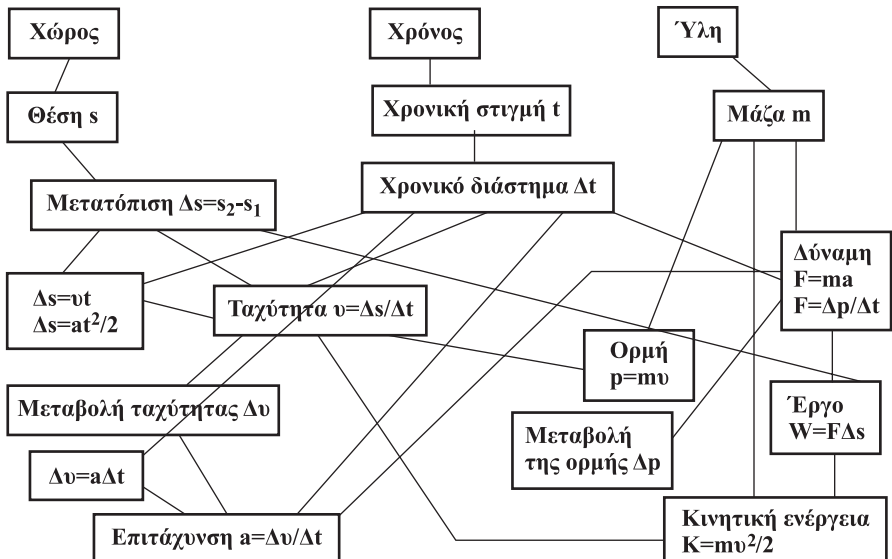 Χώρος
Χρόνος
Ύλη
Θέση s
Χρονική στιγμή t
Μάζα m
Μετατόπιση Δs=s₂-s₁
Χρονικό διάστημα Δt
Δs=υt
Δs=at²/2
Ταχύτητα υ=Δs/Δt
Δύναμη
F=ma
F=Δp/Δt
Ορμή
p=mυ
Μεταβολή ταχύτητας Δυ
Έργο
W=FΔs
Μεταβολή
της ορμής Δp
Δυ=aΔt
Επιτάχυνση a=Δυ/Δt
Κινητική ενέργεια
K=mυ²/2